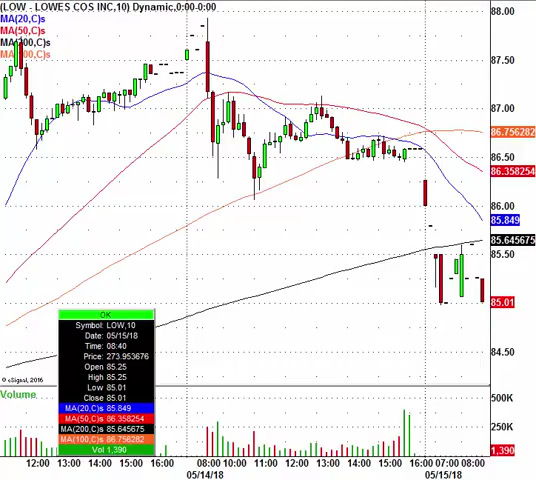 (LOW - LOWES COS INC,10) Dynamic,0:00-0:00
MA(20,C)s
MA(50,C)s
MA(200,C)s
MA(100,C)s
88.00
87.50
87.00
86.756282
86.50
86.358254
86.00
85.849
85.645675
85.50
85.01
84.50
OK
Symbol: LOW,10
Date: 05/15/18
Time: 08:40
Price: 273.953676
Open 85.25
High 85.25
Low 85.01
Close 85.01
MA(20,C)s 85.849
MA(50,C)s 86.358254
MA(200,C)s 85.645675
MA(100,C)s 86.756282
Vol 1,390
© eSignal, 2016
Volume
500K
250K
1,390
12:00 13:00 14:00 15:00 08:00 10:00 11:00 12:00 13:00 14:00 15:00 16:00 07:00 08:00
05/14/18 05/15/18